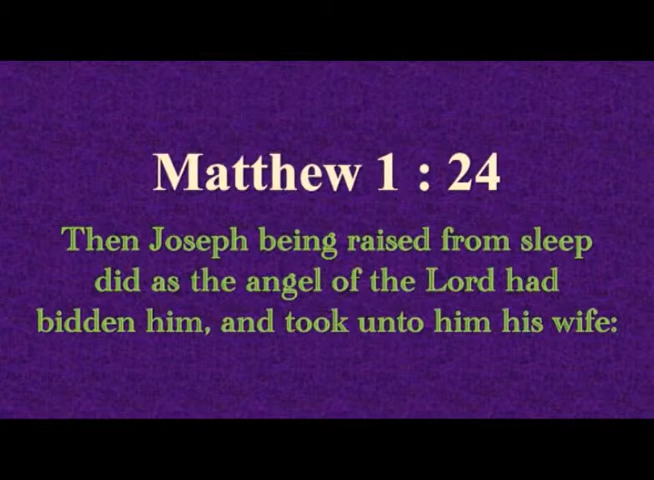 Matthew 1 : 24
Then Joseph being raised from sleep
did as the angel of the Lord had
bidden him, and took unto him his wife: